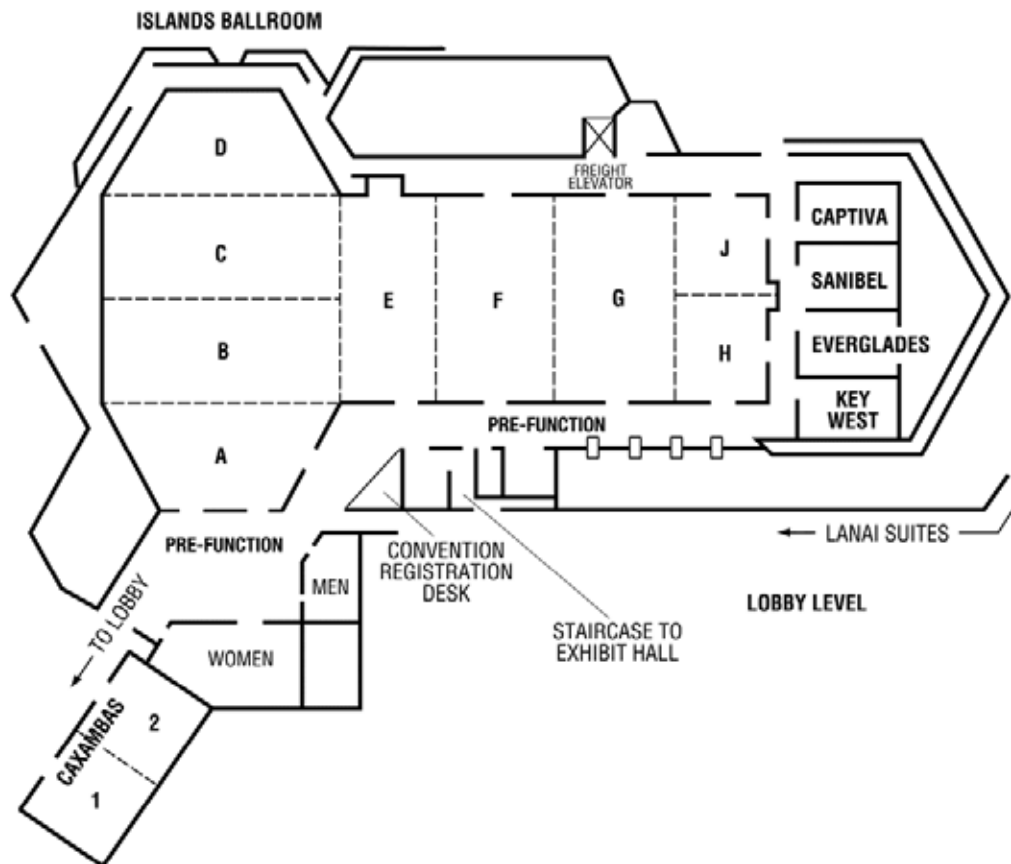 ISLANDS BALLROOM
D
FREIGHT
ELEVATOR
CAPTIVA
C
J
SANIBEL
E
F
G
B
H
EVERGLADES
KEY
WEST
PRE-FUNCTION
A
PRE-FUNCTION
CONVENTION
REGISTRATION
DESK
LANAI SUITES
MEN
LOBBY LEVEL
TO LOBBY
STAIRCASE TO
EXHIBIT HALL
WOMEN
2
CAXAMBAS
1